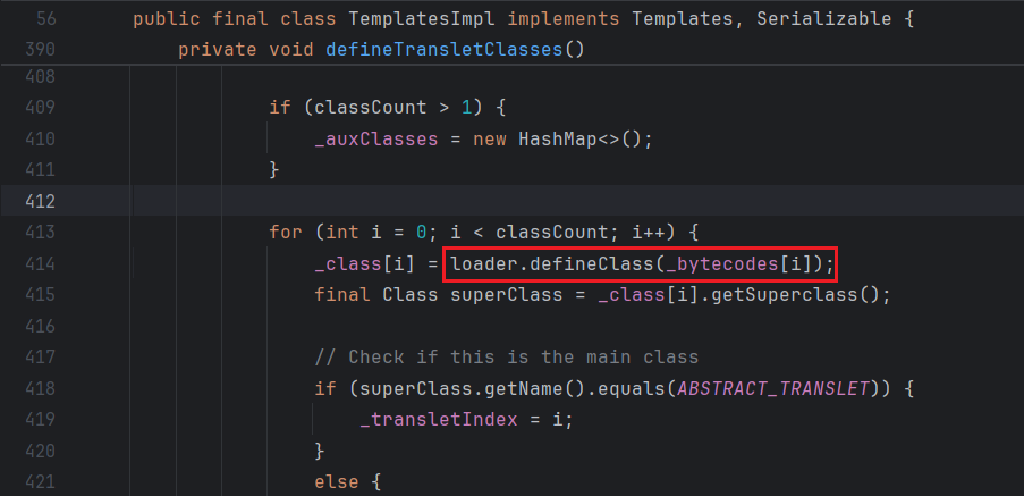 56 public final class TemplatesImpl implements Templates, Serializable {
390 private void defineTransletClasses()
408
409 if (classCount > 1) {
410 _auxClasses = new HashMap<>();
411 }
412
413 for (int i = 0; i < classCount; i++) {
414 _class[i] = loader.defineClass(_bytecodes[i]);
415 final Class superClass = _class[i].getSuperclass();
416
417 // Check if this is the main class
418 if (superClass.getName().equals(ABSTRACT_TRANSLET)) {
419 _transletIndex = i;
420 }
421 else {